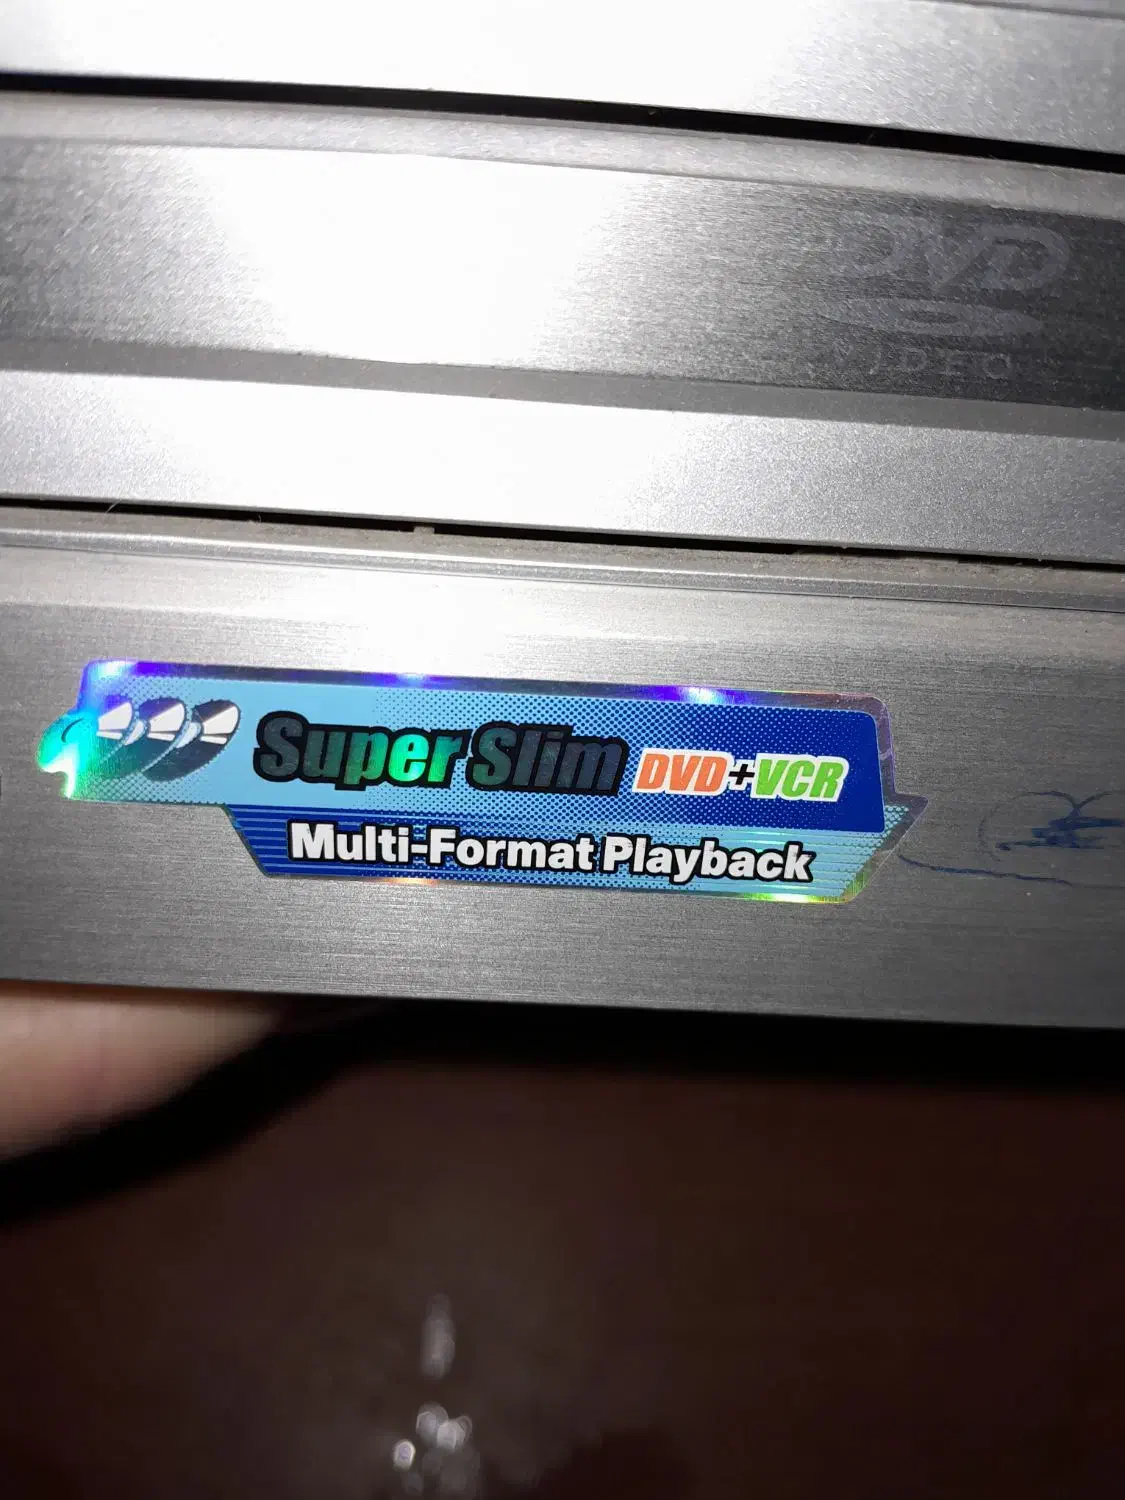 DVD
VIDEO
Super Slim DVD+VCR
Multi-Format Playback